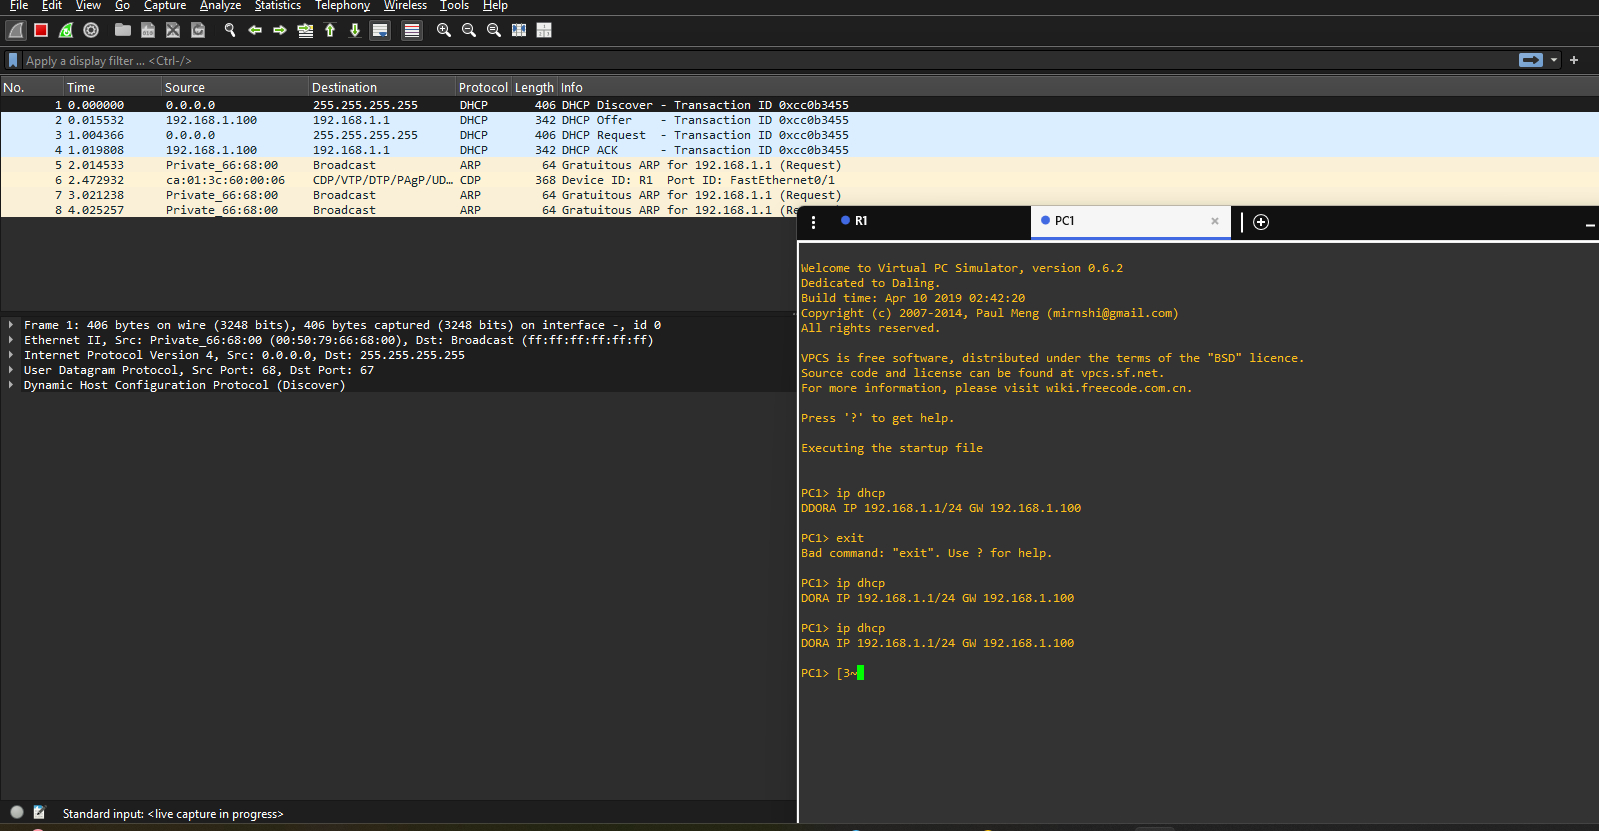 File Edit View Go Capture Analyze Statistics Telephony Wireless Tools Help
Apply a display filter ... <Ctrl-/>
No. Time Source Destination Protocol Length Info
1 0.000000 0.0.0.0 255.255.255.255 DHCP 406 DHCP Discover - Transaction ID 0xcc0b3455
2 0.015532 192.168.1.100 192.168.1.1 DHCP 342 DHCP Offer - Transaction ID 0xcc0b3455
3 1.004366 0.0.0.0 255.255.255.255 DHCP 406 DHCP Request - Transaction ID 0xcc0b3455
4 1.019808 192.168.1.100 192.168.1.1 DHCP 342 DHCP ACK - Transaction ID 0xcc0b3455
5 2.014533 Private_66:68:00 Broadcast ARP 64 Gratuitous ARP for 192.168.1.1 (Request)
6 2.472932 ca:01:3c:60:00:06 CDP/VTP/DTP/PAgP/UD… CDP 368 Device ID: R1 Port ID: FastEthernet0/1
7 3.021238 Private_66:68:00 Broadcast ARP 64 Gratuitous ARP for 192.168.1.1 (Request)
8 4.025257 Private_66:68:00 Broadcast ARP 64 Gratuitous ARP for 192.168.1.1 (Re
Frame 1: 406 bytes on wire (3248 bits), 406 bytes captured (3248 bits) on interface -, id 0
Ethernet II, Src: Private_66:68:00 (00:50:79:66:68:00), Dst: Broadcast (ff:ff:ff:ff:ff:ff)
Internet Protocol Version 4, Src: 0.0.0.0, Dst: 255.255.255.255
User Datagram Protocol, Src Port: 68, Dst Port: 67
Dynamic Host Configuration Protocol (Discover)
R1 PC1
Welcome to Virtual PC Simulator, version 0.6.2
Dedicated to Daling.
Build time: Apr 10 2019 02:42:20
Copyright (c) 2007-2014, Paul Meng (mirnshi@gmail.com)
All rights reserved.
VPCS is free software, distributed under the terms of the "BSD" licence.
Source code and license can be found at vpcs.sf.net.
For more information, please visit wiki.freecode.com.cn.
Press '?' to get help.
Executing the startup file
PC1> ip dhcp
DDORA IP 192.168.1.1/24 GW 192.168.1.100
PC1> exit
Bad command: "exit". Use ? for help.
PC1> ip dhcp
DORA IP 192.168.1.1/24 GW 192.168.1.100
PC1> ip dhcp
DORA IP 192.168.1.1/24 GW 192.168.1.100
PC1> [3~
Standard input: <live capture in progress>